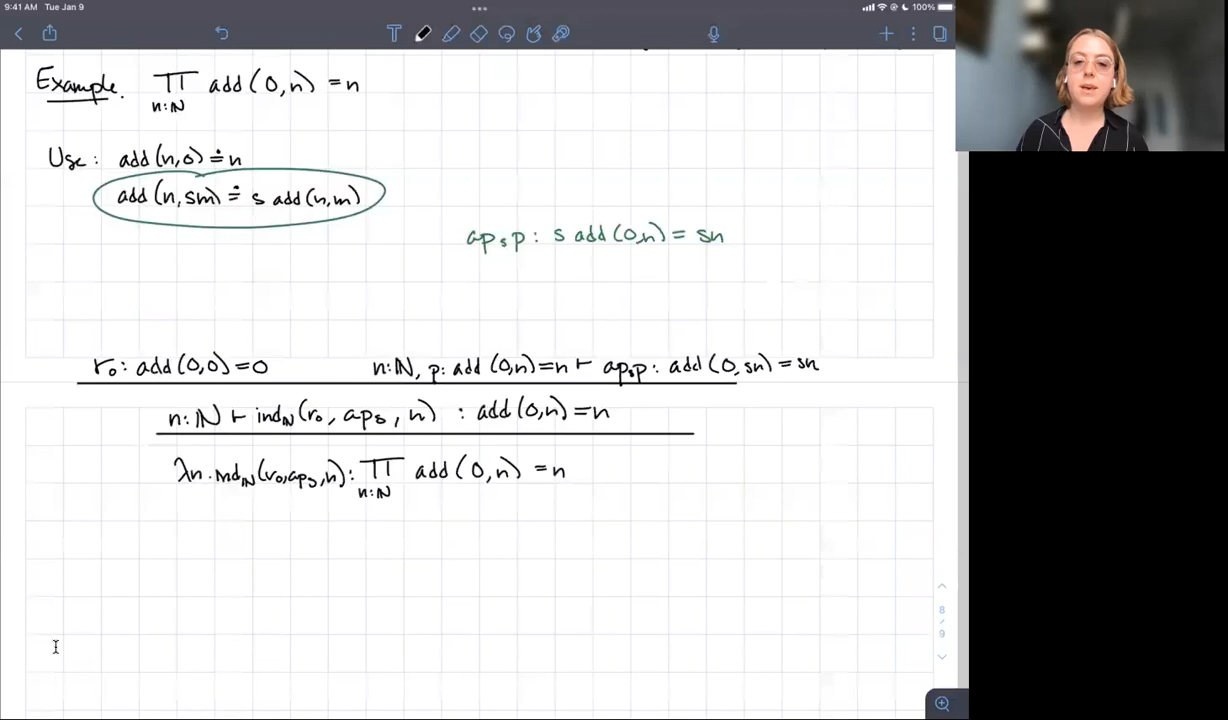 9:41 AM Tue Jan 9
100%
Example. Π add(0,n) = n
n:ℕ
Use: add(n,0) ≐ n
add(n,sm) ≐ s add(n,m)
ap_s p : s add(0,n) = sn
r₀ : add(0,0) = 0 n:ℕ, p: add(0,n) = n ⊢ ap_s p : add(0,sn) = sn
n:ℕ ⊢ ind_ℕ(r₀, ap_s, n) : add(0,n) = n
λn.ind_ℕ(r₀,ap_s,n) : Π add(0,n) = n
n:ℕ
8
/
9